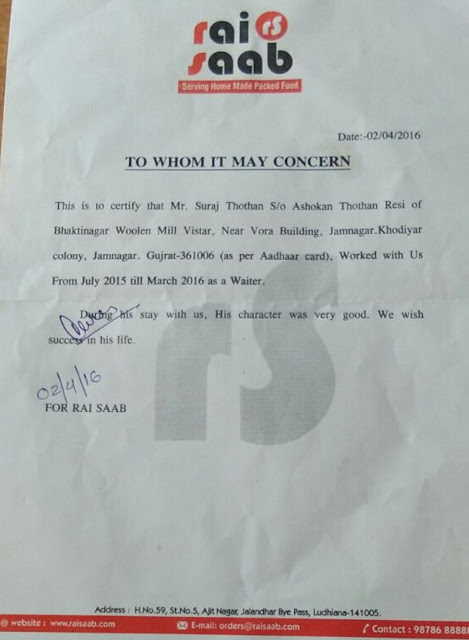 rai rs
saab
Serving Home Made Packed Food
Date:-02/04/2016
TO WHOM IT MAY CONCERN
This is to certify that Mr. Suraj Thothan S/o Ashokan Thothan Resi of
Bhaktinagar Woolen Mill Vistar, Near Vora Building, Jamnagar.Khodiyar
colony, Jamnagar. Gujrat-361006 (as per Aadhaar card), Worked with Us
From July 2015 till March 2016 as a Waiter.
During his stay with us, His character was very good. We wish
success in his life.
02/4/16
FOR RAI SAAB
rs
Address : H.No.59, St.No.5, Ajit Nagar, Jalandhar Bye Pass, Ludhiana-141005.
website : www.raisaab.com E-mail: orders@raisaab.com Contact : 98786 88888